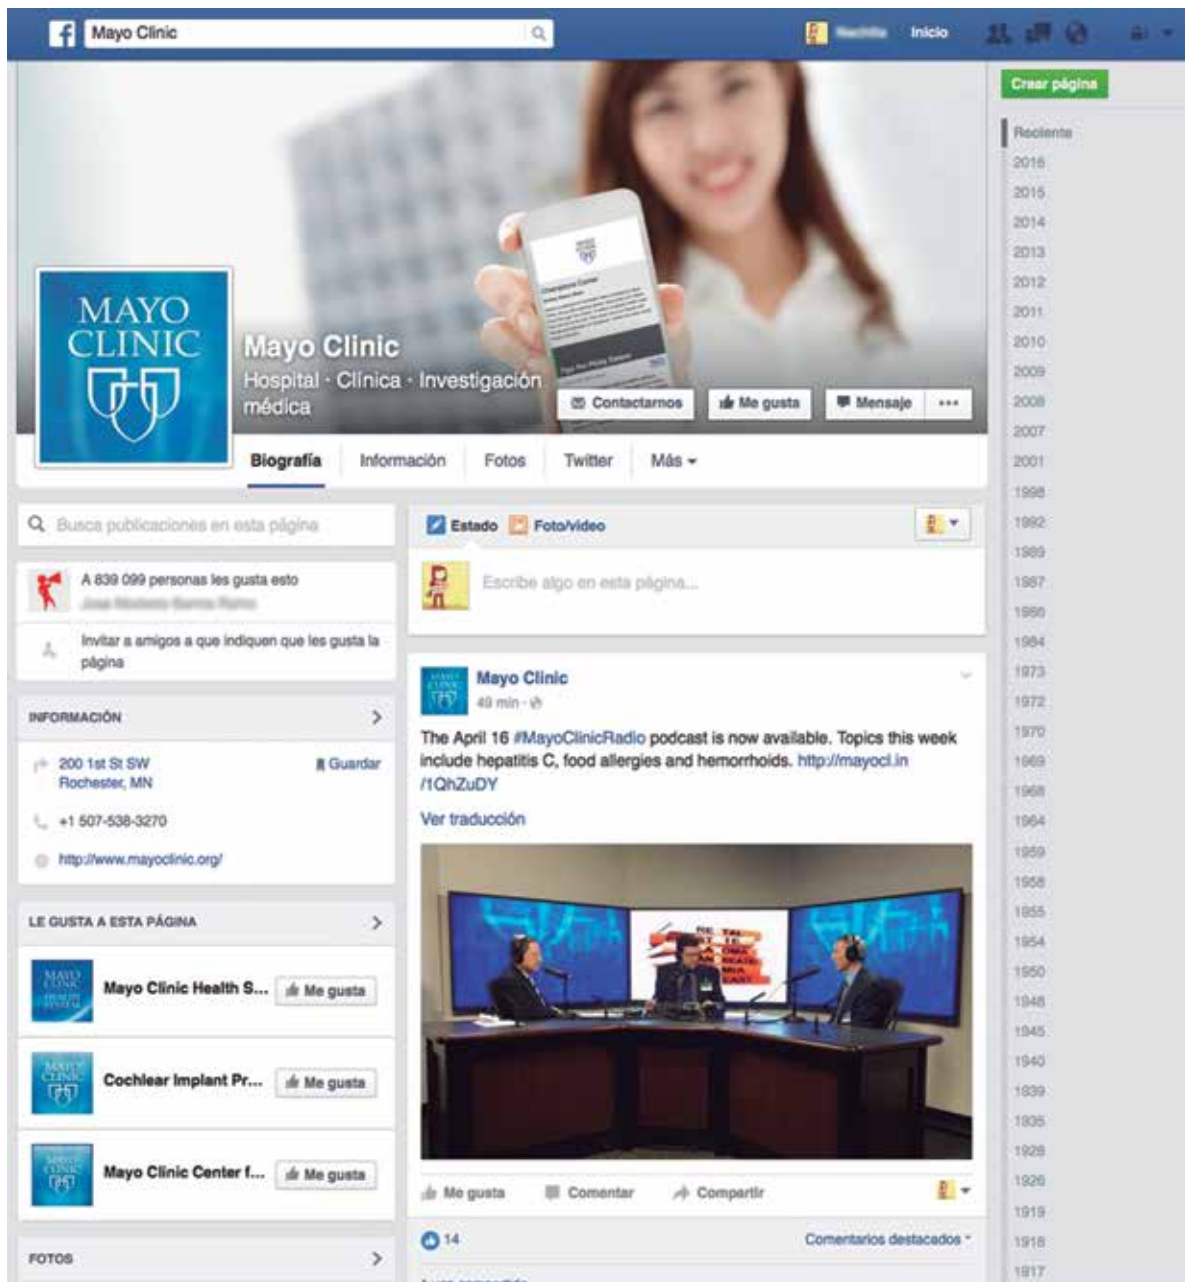 Mayo Clinic
Inicio
Crear página
Reciente
2016
2015
2014
2013
2012
2011
2010
2009
2008
2007
2001
1998
1992
1989
1987
1986
1984
1973
1972
1970
1969
1968
1964
1959
1958
1955
1954
1950
1948
1945
1940
1939
1935
1928
1926
1919
1918
1917
MAYO
CLINIC
Mayo Clinic
Hospital · Clínica · Investigación
médica
Contactarnos
Me gusta
Mensaje
Biografía
Información
Fotos
Twitter
Más
Busca publicaciones en esta página
A 839 099 personas les gusta esto
Invitar a amigos a que indiquen que les gusta la
página
INFORMACIÓN
200 1st St SW
Rochester, MN
Guardar
+1 507-538-3270
http://www.mayoclinic.org/
LE GUSTA A ESTA PÁGINA
MAYO
CLINIC
HEALTH
SYSTEM
Mayo Clinic Health S...
Me gusta
MAYO
CLINIC
Cochlear Implant Pr...
Me gusta
MAYO
CLINIC
Mayo Clinic Center f...
Me gusta
FOTOS
Estado
Foto/video
Escribe algo en esta página...
Mayo Clinic
49 min
The April 16 #MayoClinicRadio podcast is now available. Topics this week
include hepatitis C, food allergies and hemorrhoids. http://mayocl.in
/1QhZuDY
Ver traducción
Me gusta
Comentar
Compartir
14
Comentarios destacados